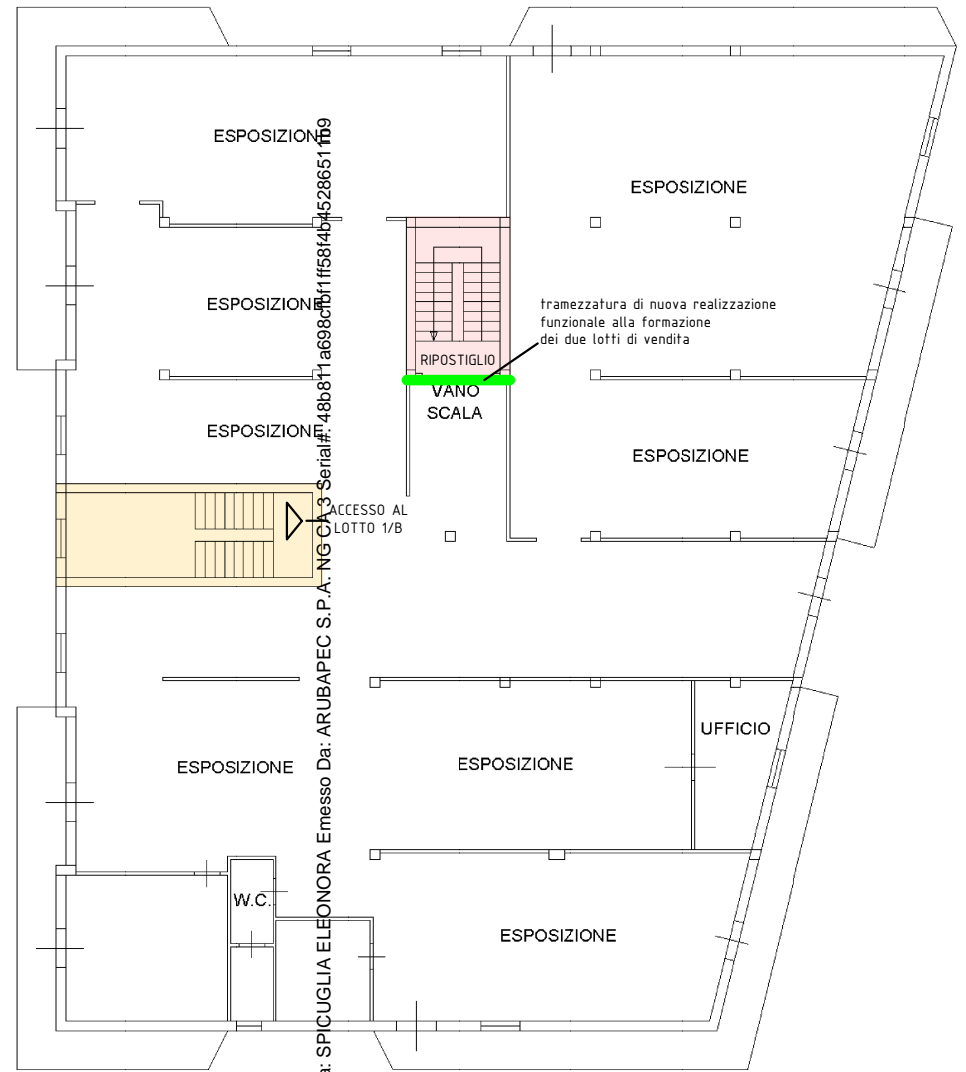 ESPOSIZIONE
ESPOSIZIONE
ESPOSIZIONE
tramezzatura di nuova realizzazione
funzionale alla formazione
dei due lotti di vendita
RIPOSTIGLIO
VANO
SCALA
ESPOSIZIONE
ESPOSIZIONE
ACCESSO AL
LOTTO 1/B
UFFICIO
ESPOSIZIONE
ESPOSIZIONE
W.C.
ESPOSIZIONE
SPICUGLIA ELEONORA Emesso Da: ARUBAPEC S.P.A. NG CA 3 Serial#: